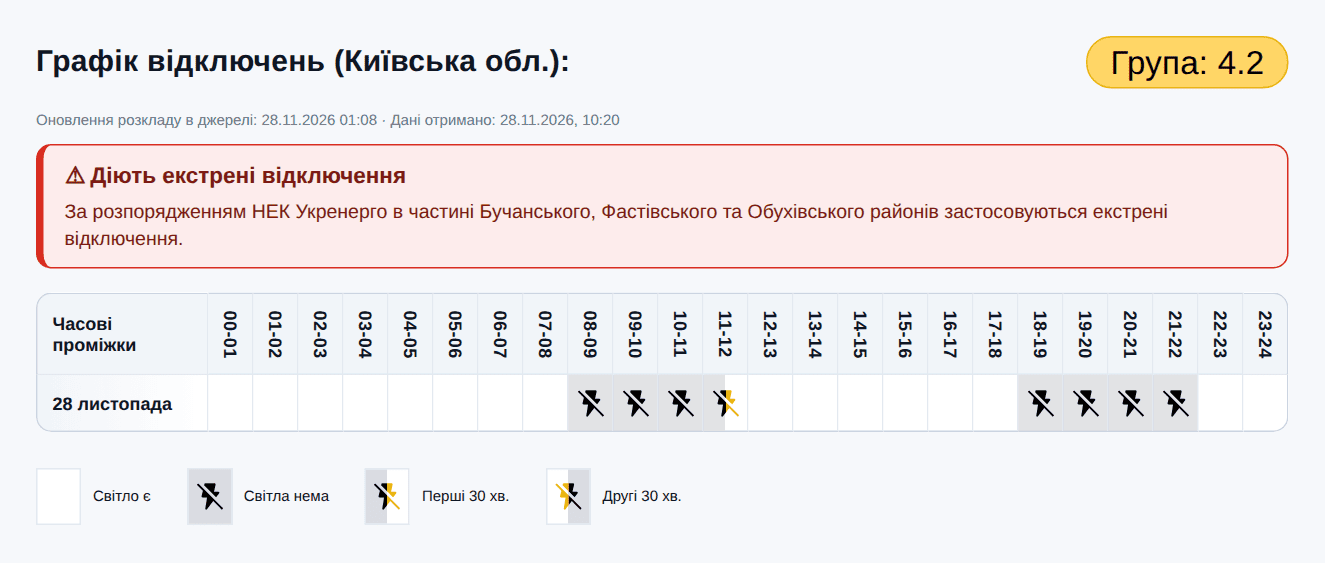 Графік відключень (Київська обл.):
Група: 4.2
Оновлення розкладу в джерелі: 28.11.2026 01:08 · Дані отримано: 28.11.2026, 10:20
⚠ Діють екстрені відключення
За розпорядженням НЕК Укренерго в частині Бучанського, Фастівського та Обухівського районів застосовуються екстрені
відключення.
Часові
проміжки
00-01
01-02
02-03
03-04
04-05
05-06
06-07
07-08
08-09
09-10
10-11
11-12
12-13
13-14
14-15
15-16
16-17
17-18
18-19
19-20
20-21
21-22
22-23
23-24
28 листопада
Світло є
Світла нема
Перші 30 хв.
Другі 30 хв.